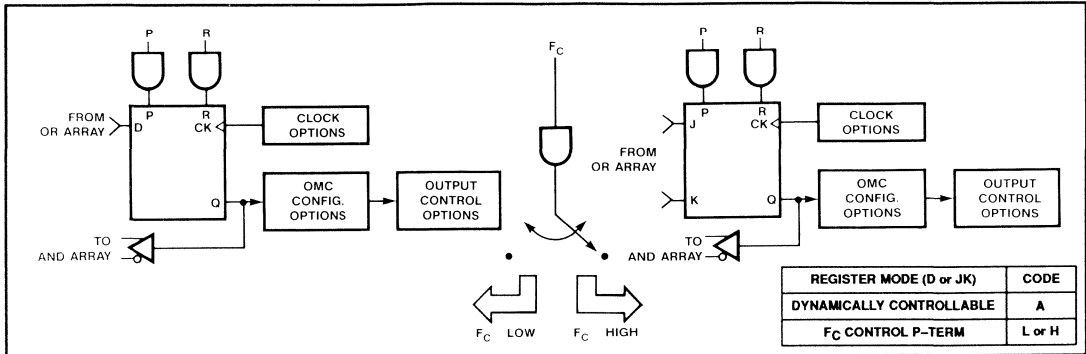 P R
P R
FROM
OR ARRAY
D
CK
CLOCK
OPTIONS
Q
OMC
CONFIG.
OPTIONS
OUTPUT
CONTROL
OPTIONS
TO
AND ARRAY
FC
FC LOW
FC HIGH
P R
P R
J
CK
CLOCK
OPTIONS
FROM
OR ARRAY
K
Q
OMC
CONFIG.
OPTIONS
OUTPUT
CONTROL
OPTIONS
TO
AND ARRAY
REGISTER MODE (D or JK) CODE
DYNAMICALLY CONTROLLABLE A
FC CONTROL P–TERM L or H